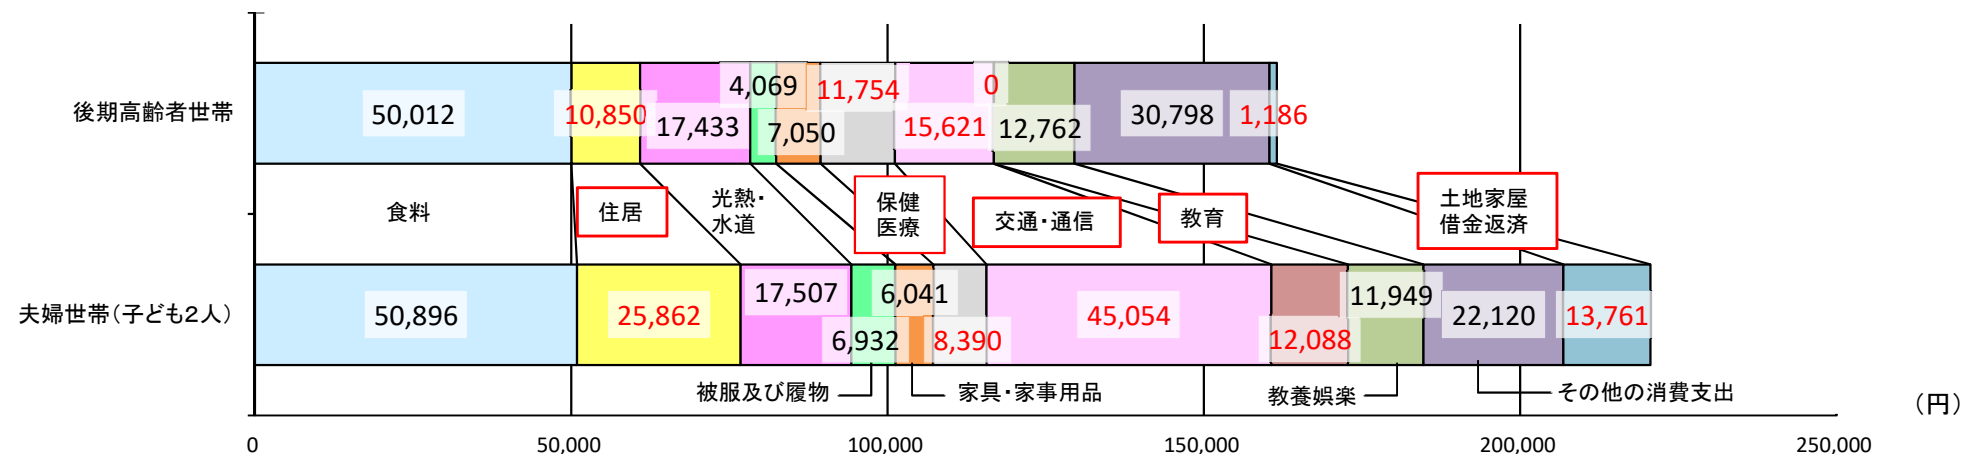 後期高齢者世帯
50,012
10,850
17,433
4,069
7,050
11,754
15,621
0
12,762
30,798
1,186
食料
住居
光熱・
水道
保健
医療
交通・通信
教育
土地家屋
借金返済
夫婦世帯(子ども2人)
50,896
25,862
17,507
6,932
6,041
8,390
45,054
12,088
11,949
22,120
13,761
被服及び履物
家具・家事用品
教養娯楽
その他の消費支出
(円)
0
50,000
100,000
150,000
200,000
250,000